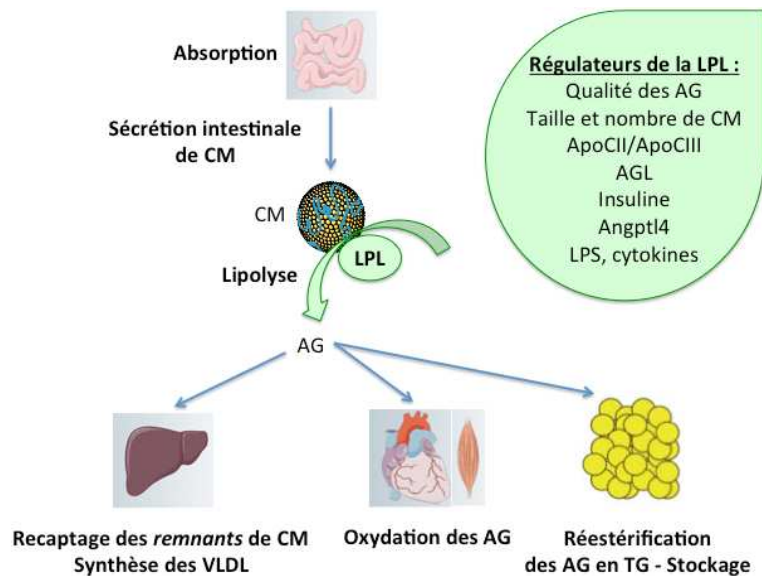 Absorption
Sécrétion intestinale
de CM
CM
LPL
Lipolyse
AG
Régulateurs de la LPL :
Qualité des AG
Taille et nombre de CM
ApoCII/ApoCIII
AGL
Insuline
Angptl4
LPS, cytokines
Recaptage des remnants de CM
Synthèse des VLDL
Oxydation des AG
Réestérification
des AG en TG - Stockage